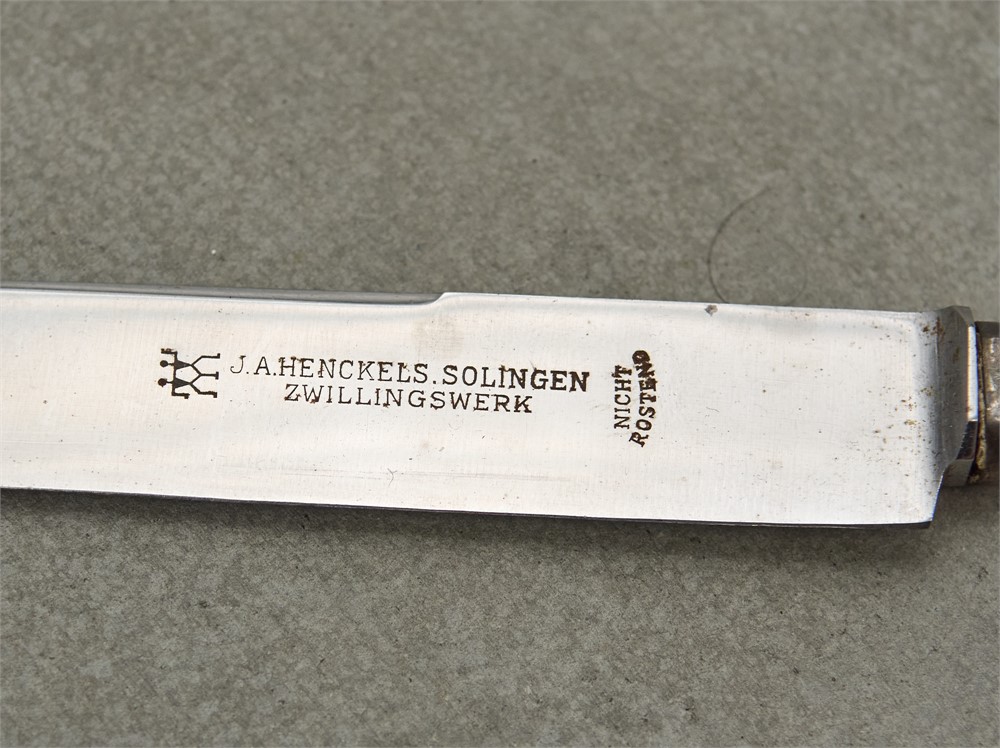 J.A.HENCKELS.SOLINGEN
ZWILLINGSWERK
NICHT
ROSTEND